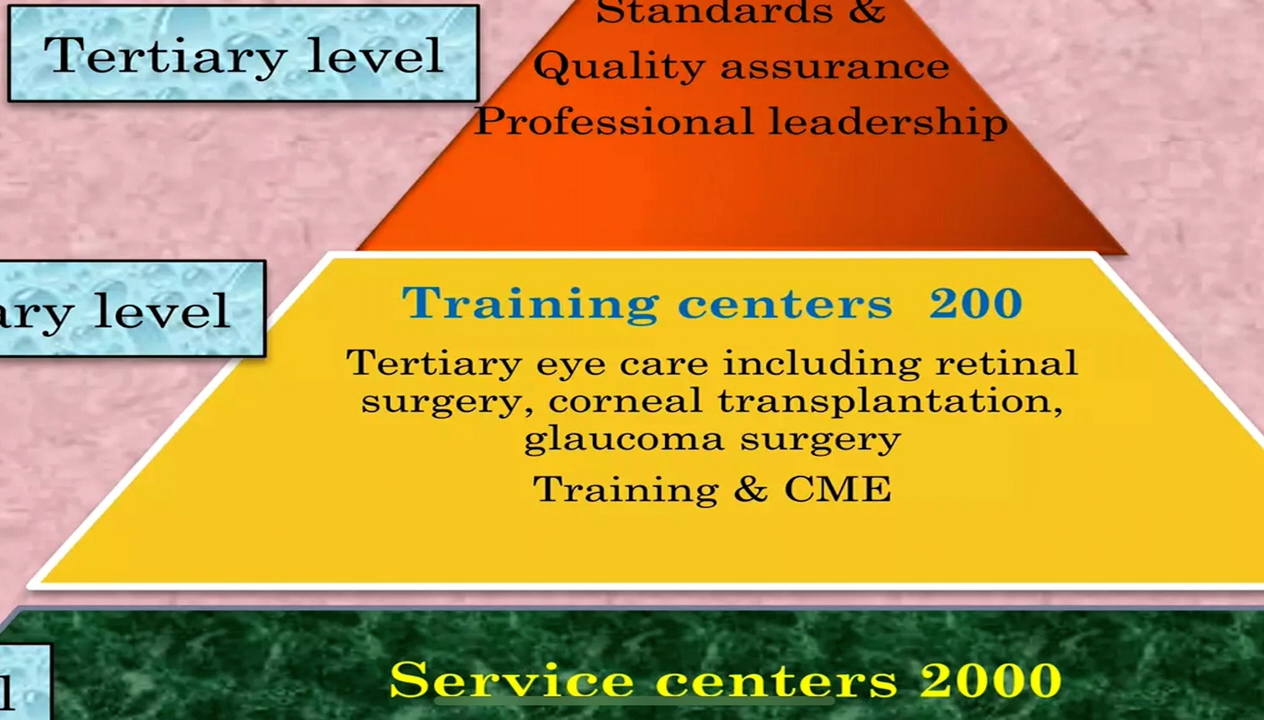 Standards &
Tertiary level
Quality assurance
Professional leadership
ary level
Training centers 200
Tertiary eye care including retinal
surgery, corneal transplantation,
glaucoma surgery
Training & CME
Service centers 2000
l